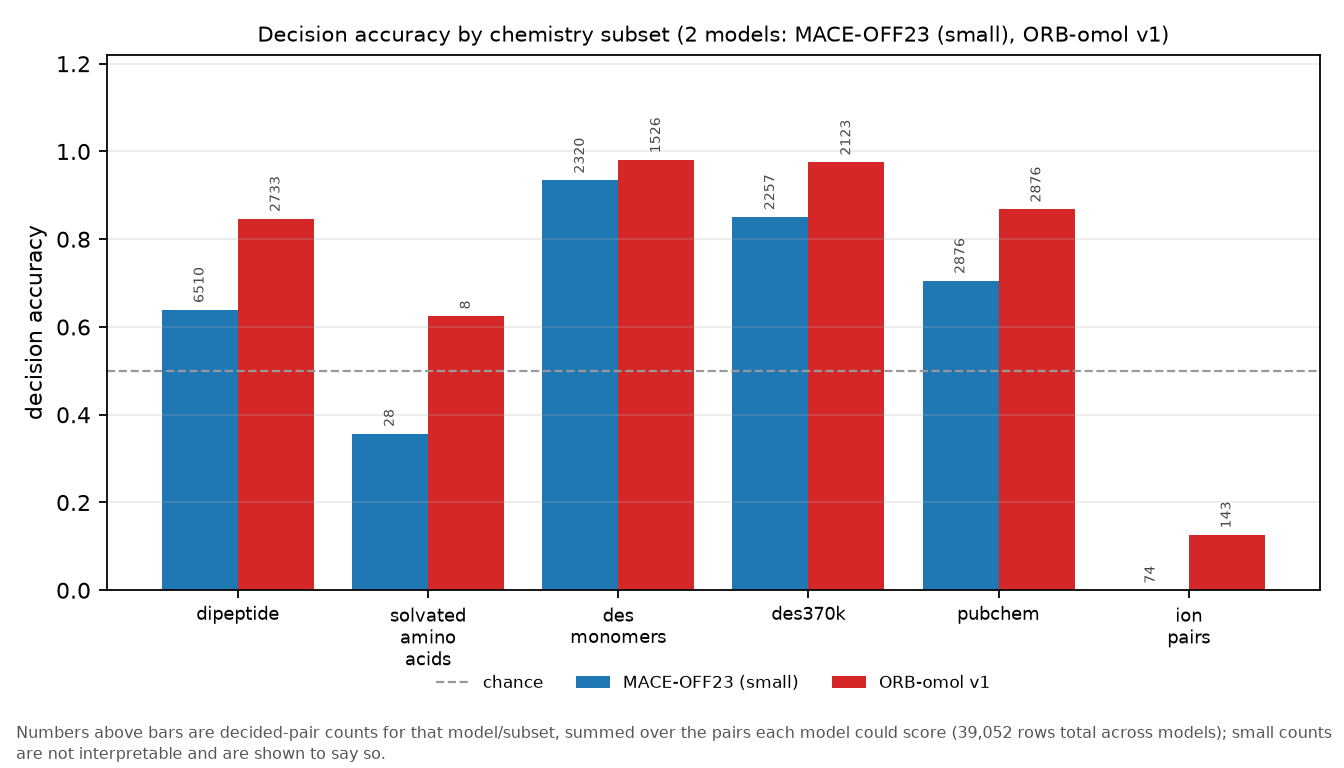 Decision accuracy by chemistry subset (2 models: MACE-OFF23 (small), ORB-omol v1)
decision accuracy
1.2
1.0
0.8
0.6
0.4
0.2
0.0
6510
2733
28
8
2320
1526
2257
2123
2876
2876
74
143
dipeptide
solvated
amino
acids
des
monomers
des370k
pubchem
ion
pairs
chance
MACE-OFF23 (small)
ORB-omol v1
Numbers above bars are decided-pair counts for that model/subset, summed over the pairs each model could score (39,052 rows total across models); small counts
are not interpretable and are shown to say so.